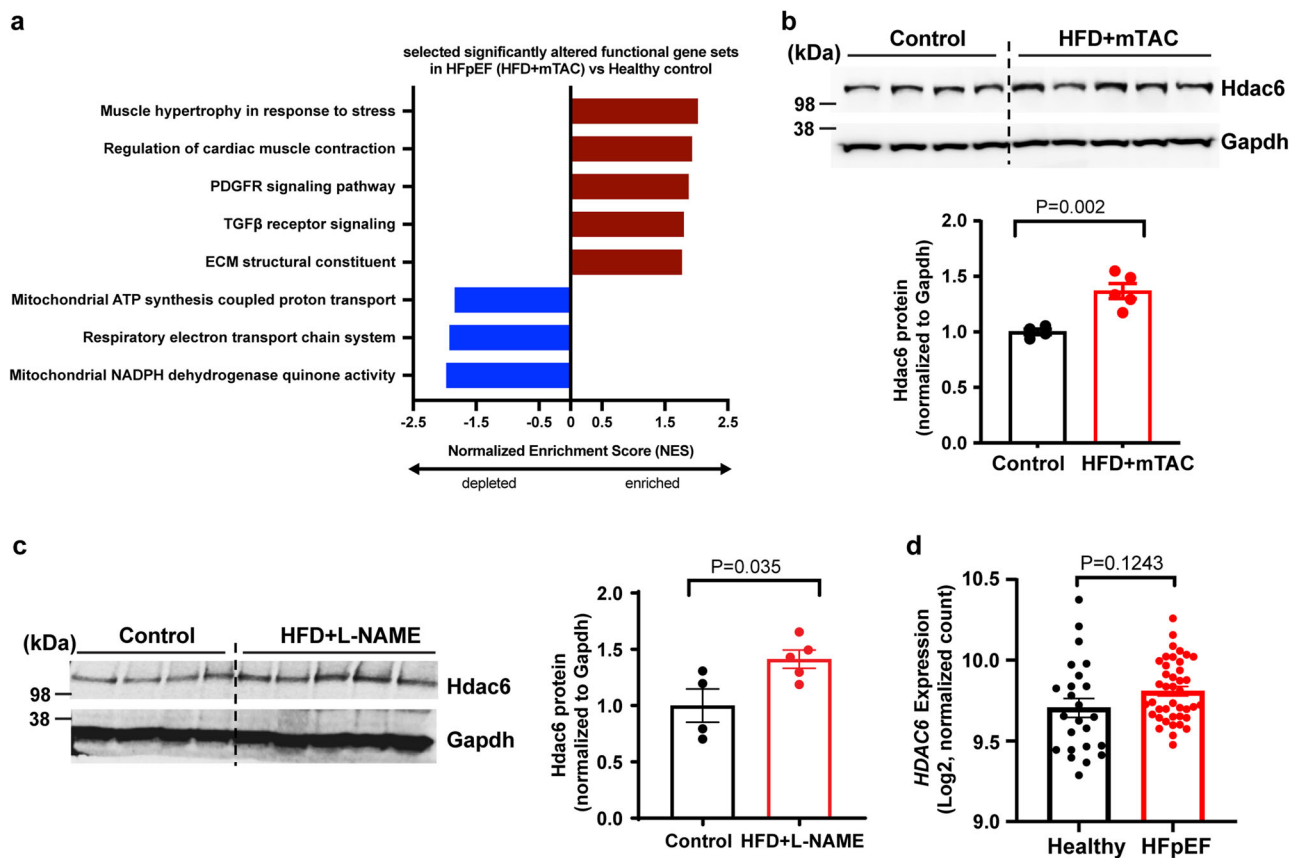 a
selected significantly altered functional gene sets
in HFpEF (HFD+mTAC) vs Healthy control
Muscle hypertrophy in response to stress
Regulation of cardiac muscle contraction
PDGFR signaling pathway
TGFβ receptor signaling
ECM structural constituent
Mitochondrial ATP synthesis coupled proton transport
Respiratory electron transport chain system
Mitochondrial NADPH dehydrogenase quinone activity
-2.5 -1.5 -0.5 0 0.5 1.5 2.5
Normalized Enrichment Score (NES)
depleted enriched
b
(kDa) Control HFD+mTAC
Hdac6
98
38
Gapdh
P=0.002
Hdac6 protein
(normalized to Gapdh)
2.0
1.5
1.0
0.5
0.0
Control HFD+mTAC
c
(kDa) Control HFD+L-NAME
Hdac6
98
38
Gapdh
P=0.035
Hdac6 protein
(normalized to Gapdh)
2.0
1.5
1.0
0.5
0.0
Control HFD+L-NAME
d
P=0.1243
HDAC6 Expression
(Log2, normalized count)
10.5
10.0
9.5
9.0
Healthy HFpEF